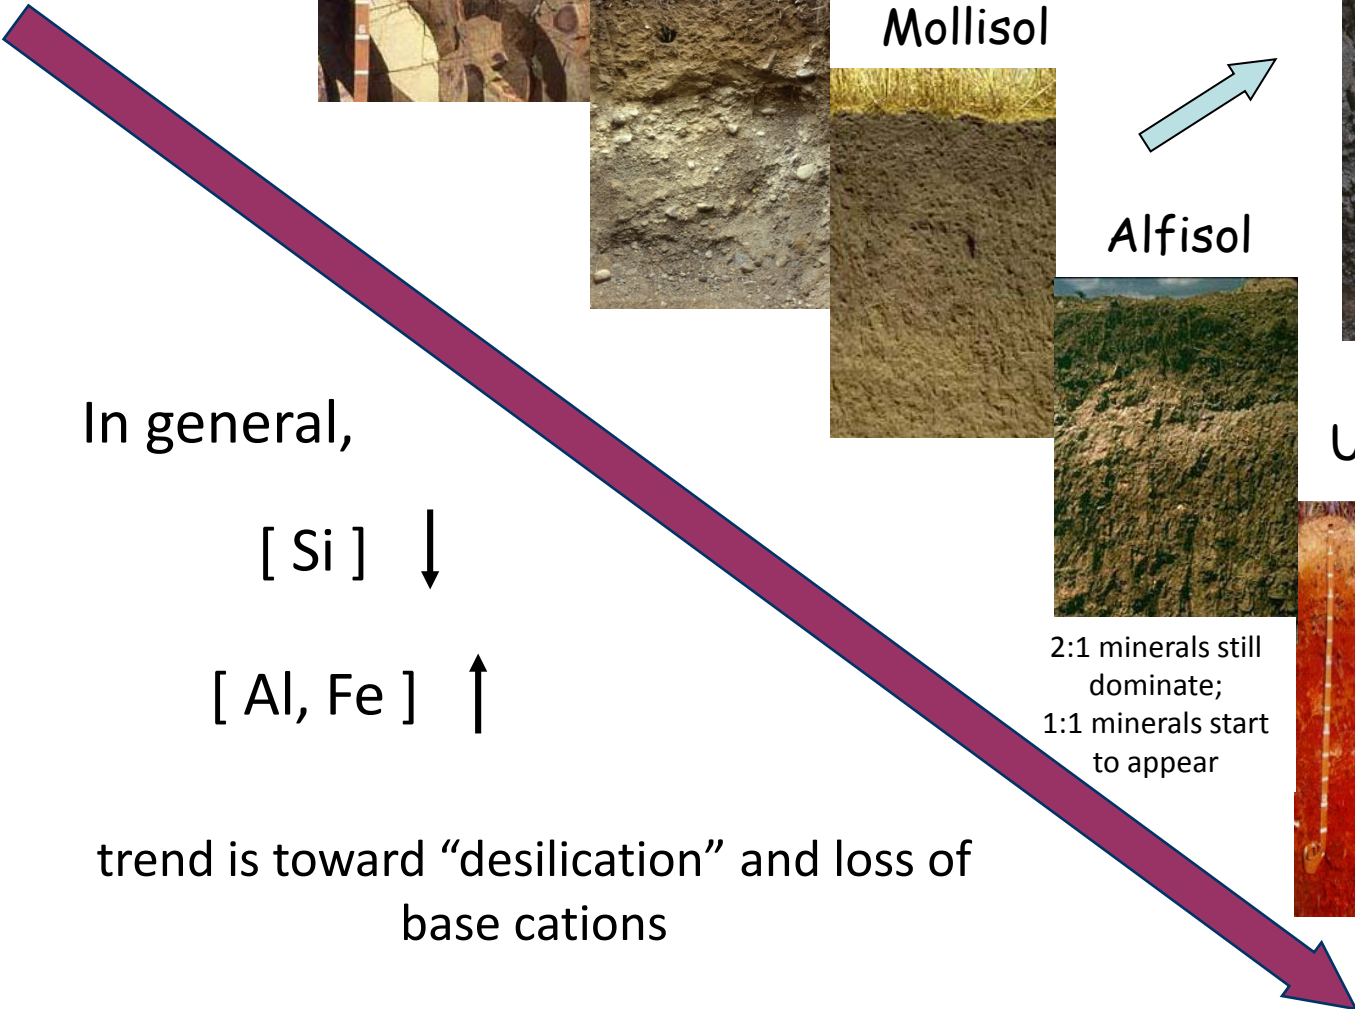 Mollisol
Alfisol
U
In general,
[ Si ]
[ Al, Fe ]
2:1 minerals still
dominate;
1:1 minerals start
to appear
trend is toward “desilication” and loss of
base cations